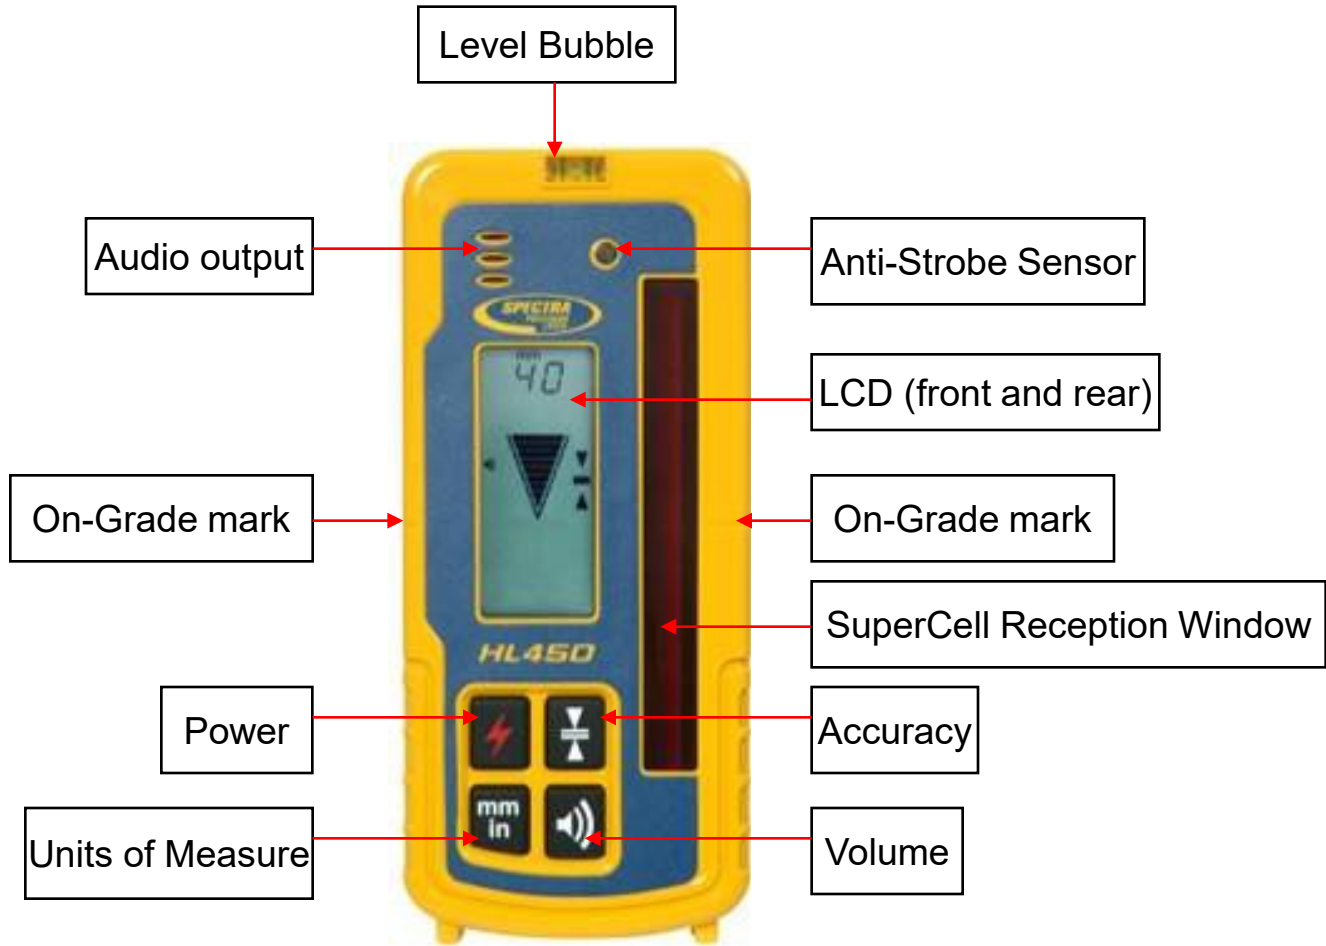 Level Bubble
Audio output
Anti-Strobe Sensor
SPECTRA
mm
40
LCD (front and rear)
On-Grade mark
On-Grade mark
SuperCell Reception Window
HL450
Power
Accuracy
mm
in
Units of Measure
Volume